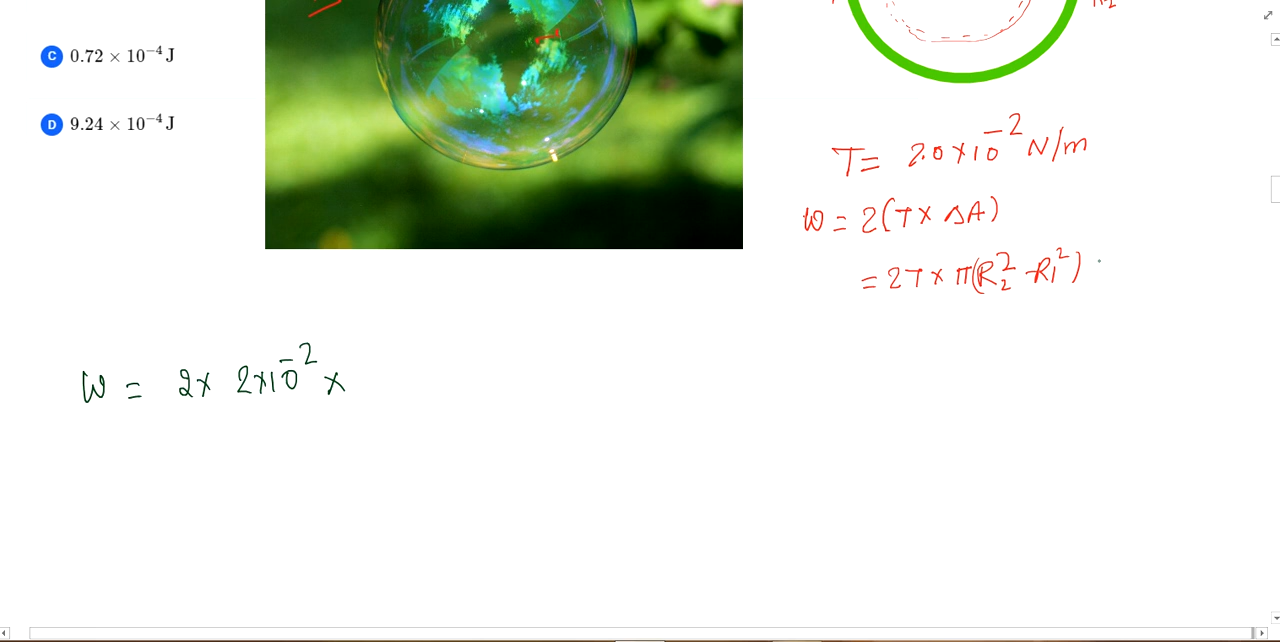 C 0.72 × 10⁻⁴ J
D 9.24 × 10⁻⁴ J
T = 2.0×10⁻² N/m
W = 2(T × ΔA)
= 2T × π(R₂² - R₁²)
W = 2× 2×10⁻² ×